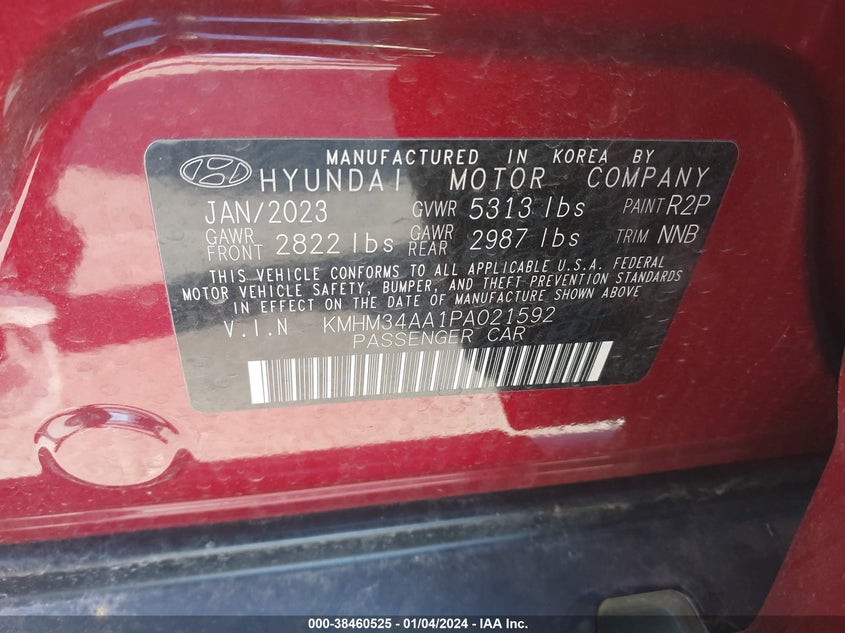 MANUFACTURED IN KOREA BY
HYUNDAI MOTOR COMPANY
JAN/2023 GVWR 5313 lbs PAINT R2P
GAWR FRONT 2822 lbs GAWR REAR 2987 lbs TRIM NNB
THIS VEHICLE CONFORMS TO ALL APPLICABLE U.S.A. FEDERAL
MOTOR VEHICLE SAFETY, BUMPER, AND THEFT PREVENTION STANDARDS
IN EFFECT ON THE DATE OF MANUFACTURE SHOWN ABOVE
V.I.N KMHM34AA1PA021592
PASSENGER CAR
000-38460525 - 01/04/2024 - IAA Inc.